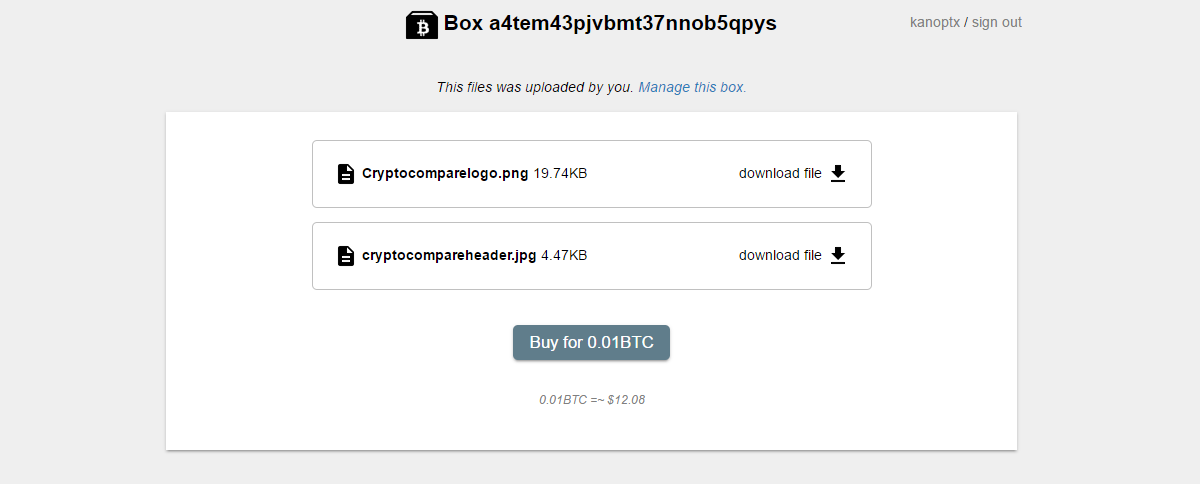 Box a4tem43pjvbmt37nnob5qpys
kanoptx / sign out
This files was uploaded by you. Manage this box.
Cryptocomparelogo.png 19.74KB
download file
cryptocompareheader.jpg 4.47KB
download file
Buy for 0.01BTC
0.01BTC =~ $12.08